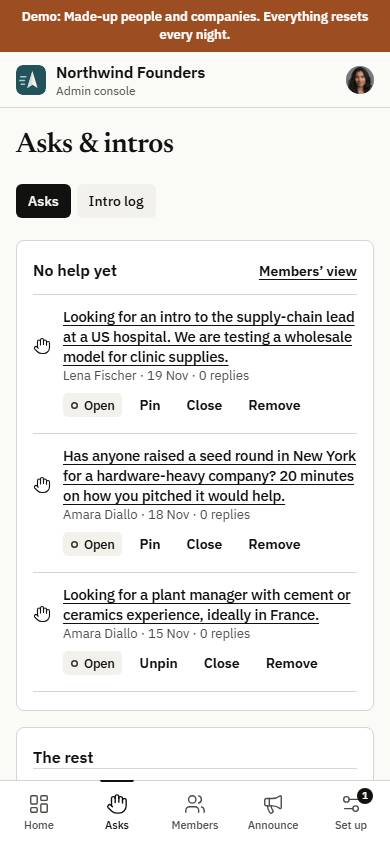 Demo: Made-up people and companies. Everything resets
every night.
Northwind Founders
Admin console
Asks & intros
Asks
Intro log
No help yet
Members’ view
Looking for an intro to the supply-chain lead
at a US hospital. We are testing a wholesale
model for clinic supplies.
Lena Fischer · 19 Nov · 0 replies
Open Pin Close Remove
Has anyone raised a seed round in New York
for a hardware-heavy company? 20 minutes
on how you pitched it would help.
Amara Diallo · 18 Nov · 0 replies
Open Pin Close Remove
Looking for a plant manager with cement or
ceramics experience, ideally in France.
Amara Diallo · 15 Nov · 0 replies
Open Unpin Close Remove
The rest
1
Home Asks Members Announce Set up